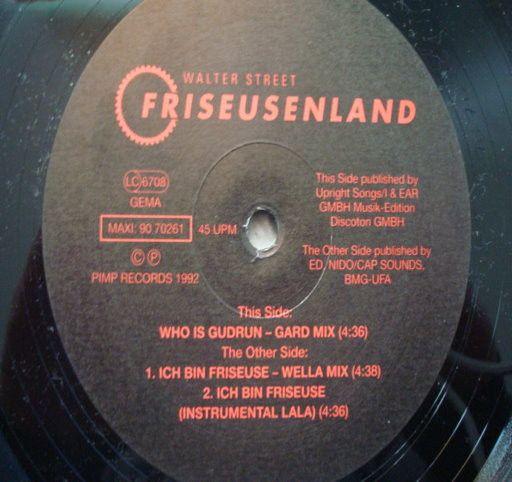 WALTER STREET
FRISEUSENLAND
LC 6708
GEMA
MAXI: 90 70261
45 UPM
© ℗
PIMP RECORDS 1992
This Side published by
Upright Songs/I & EAR
GMBH Musik-Edition
Discoton GMBH
The Other Side published by
ED. NIDO/CAP SOUNDS,
BMG-UFA
This Side:
WHO IS GUDRUN – GARD MIX (4:36)
The Other Side:
1. ICH BIN FRISEUSE – WELLA MIX (4:38)
2. ICH BIN FRISEUSE
(INSTRUMENTAL LALA) (4:36)